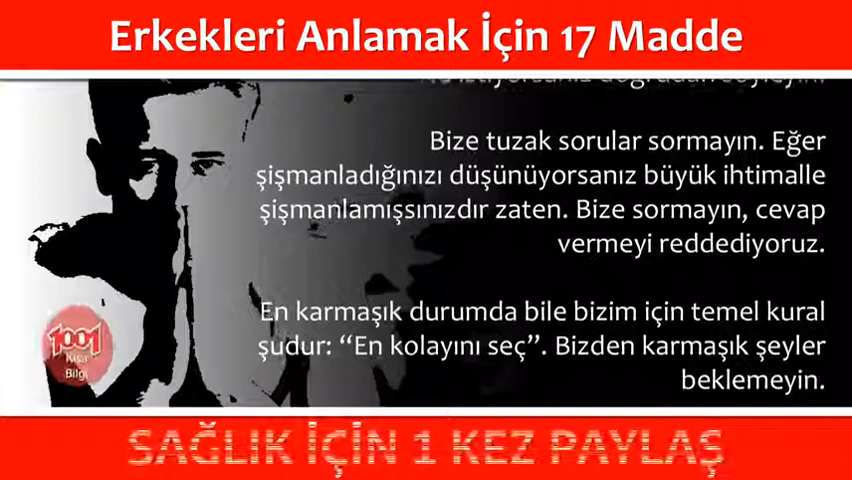 Erkekleri Anlamak İçin 17 Madde
Bize tuzak sorular sormayın. Eğer
şişmanladığınızı düşünüyorsanız büyük ihtimalle
şişmanlamışsınızdır zaten. Bize sormayın, cevap
vermeyi reddediyoruz.
En karmaşık durumda bile bizim için temel kural
şudur: “En kolayını seç”. Bizden karmaşık şeyler
beklemeyin.
1001
Kısa
Bilgi
SAĞLIK İÇİN 1 KEZ PAYLAŞ